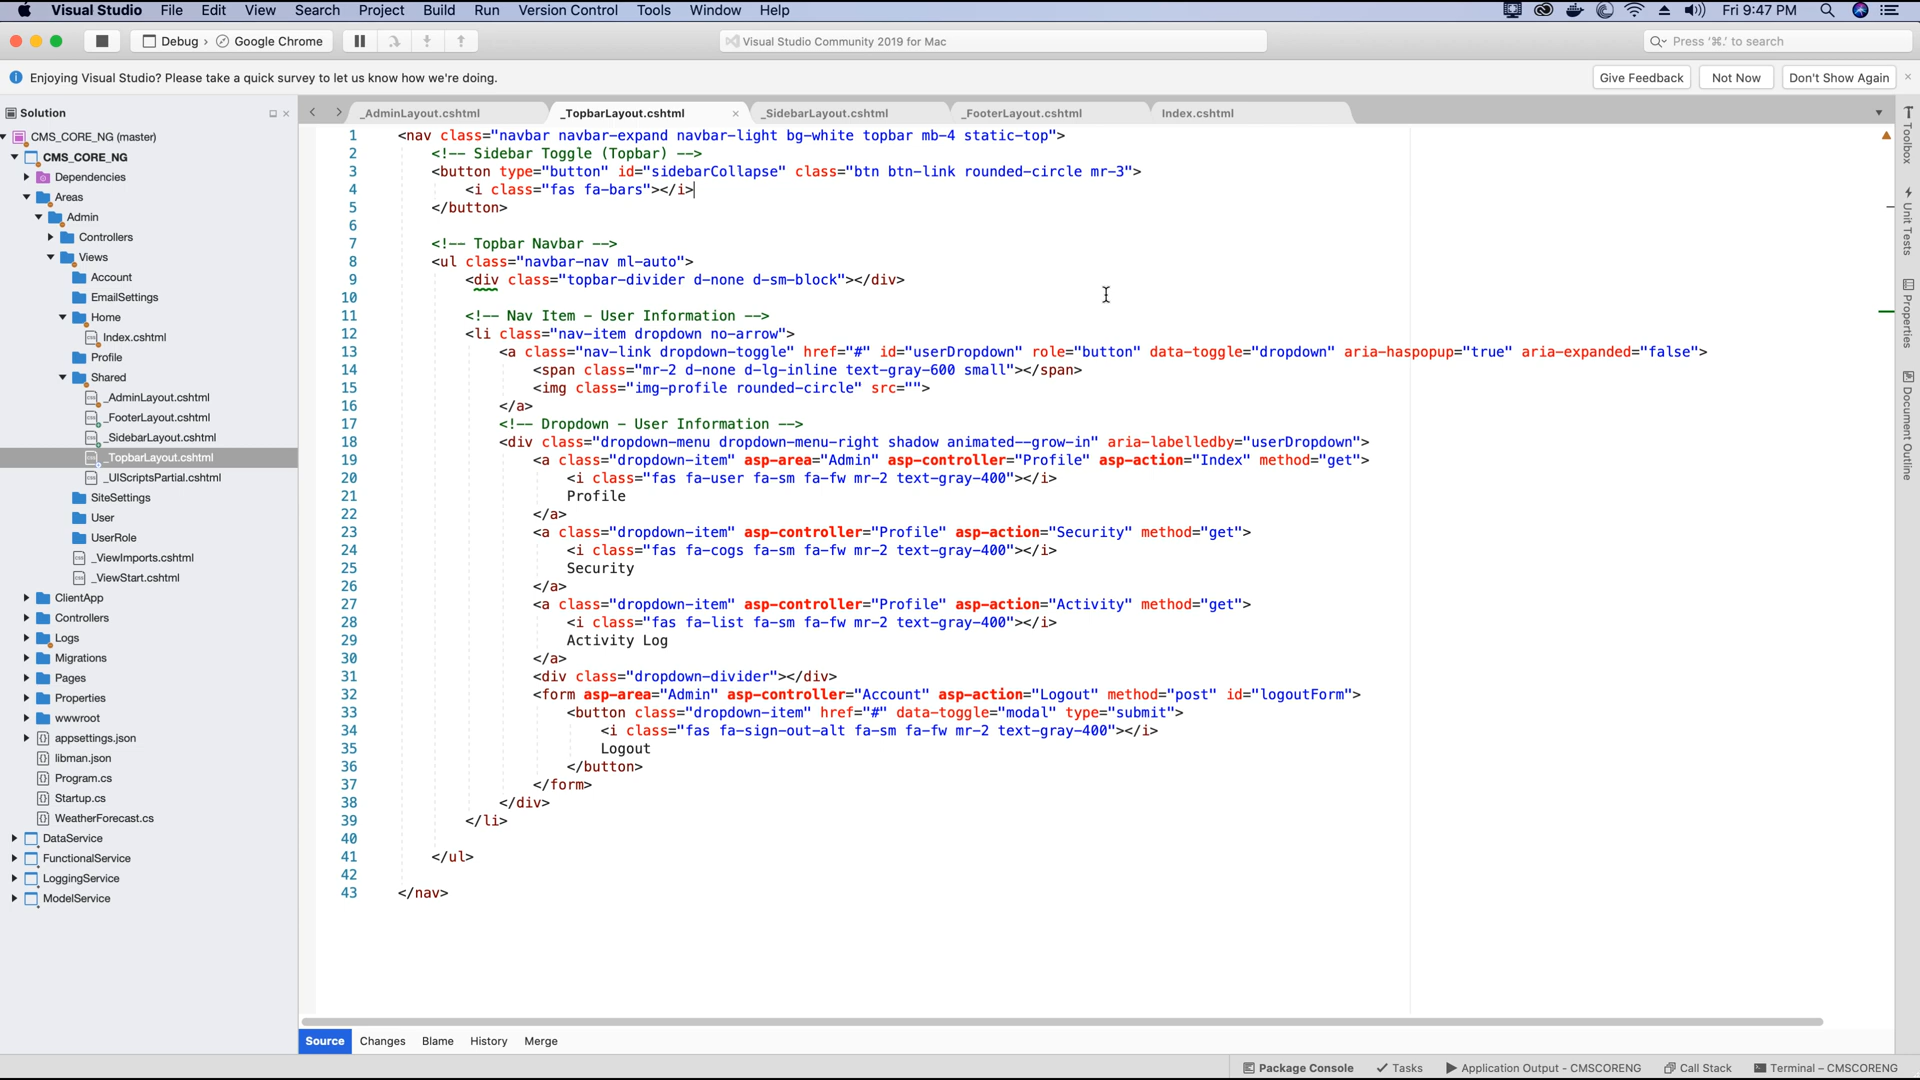 Visual Studio File Edit View Search Project Build Run Version Control Tools Window Help Fri 9:47 PM
Debug › Google Chrome Visual Studio Community 2019 for Mac Press '⌘.' to search
Enjoying Visual Studio? Please take a quick survey to let us know how we're doing. Give Feedback Not Now Don't Show Again
Solution
CMS_CORE_NG (master)
CMS_CORE_NG
Dependencies
Areas
Admin
Controllers
Views
Account
EmailSettings
Home
Index.cshtml
Profile
Shared
_AdminLayout.cshtml
_FooterLayout.cshtml
_SidebarLayout.cshtml
_TopbarLayout.cshtml
_UIScriptsPartial.cshtml
SiteSettings
User
UserRole
_ViewImports.cshtml
_ViewStart.cshtml
ClientApp
Controllers
Logs
Migrations
Pages
Properties
wwwroot
appsettings.json
libman.json
Program.cs
Startup.cs
WeatherForecast.cs
DataService
FunctionalService
LoggingService
ModelService
_AdminLayout.cshtml _TopbarLayout.cshtml _SidebarLayout.cshtml _FooterLayout.cshtml Index.cshtml
1 <nav class="navbar navbar-expand navbar-light bg-white topbar mb-4 static-top">
2 <!-- Sidebar Toggle (Topbar) -->
3 <button type="button" id="sidebarCollapse" class="btn btn-link rounded-circle mr-3">
4 <i class="fas fa-bars"></i>
5 </button>
6
7 <!-- Topbar Navbar -->
8 <ul class="navbar-nav ml-auto">
9 <div class="topbar-divider d-none d-sm-block"></div>
10
11 <!-- Nav Item - User Information -->
12 <li class="nav-item dropdown no-arrow">
13 <a class="nav-link dropdown-toggle" href="#" id="userDropdown" role="button" data-toggle="dropdown" aria-haspopup="true" aria-expanded="false">
14 <span class="mr-2 d-none d-lg-inline text-gray-600 small"></span>
15 <img class="img-profile rounded-circle" src="">
16 </a>
17 <!-- Dropdown - User Information -->
18 <div class="dropdown-menu dropdown-menu-right shadow animated--grow-in" aria-labelledby="userDropdown">
19 <a class="dropdown-item" asp-area="Admin" asp-controller="Profile" asp-action="Index" method="get">
20 <i class="fas fa-user fa-sm fa-fw mr-2 text-gray-400"></i>
21 Profile
22 </a>
23 <a class="dropdown-item" asp-controller="Profile" asp-action="Security" method="get">
24 <i class="fas fa-cogs fa-sm fa-fw mr-2 text-gray-400"></i>
25 Security
26 </a>
27 <a class="dropdown-item" asp-controller="Profile" asp-action="Activity" method="get">
28 <i class="fas fa-list fa-sm fa-fw mr-2 text-gray-400"></i>
29 Activity Log
30 </a>
31 <div class="dropdown-divider"></div>
32 <form asp-area="Admin" asp-controller="Account" asp-action="Logout" method="post" id="logoutForm">
33 <button class="dropdown-item" href="#" data-toggle="modal" type="submit">
34 <i class="fas fa-sign-out-alt fa-sm fa-fw mr-2 text-gray-400"></i>
35 Logout
36 </button>
37 </form>
38 </div>
39 </li>
40
41 </ul>
42
43 </nav>
Toolbox
Unit Tests
Properties
Document Outline
Source Changes Blame History Merge
Package Console Tasks Application Output - CMSCORENG Call Stack Terminal – CMSCORENG